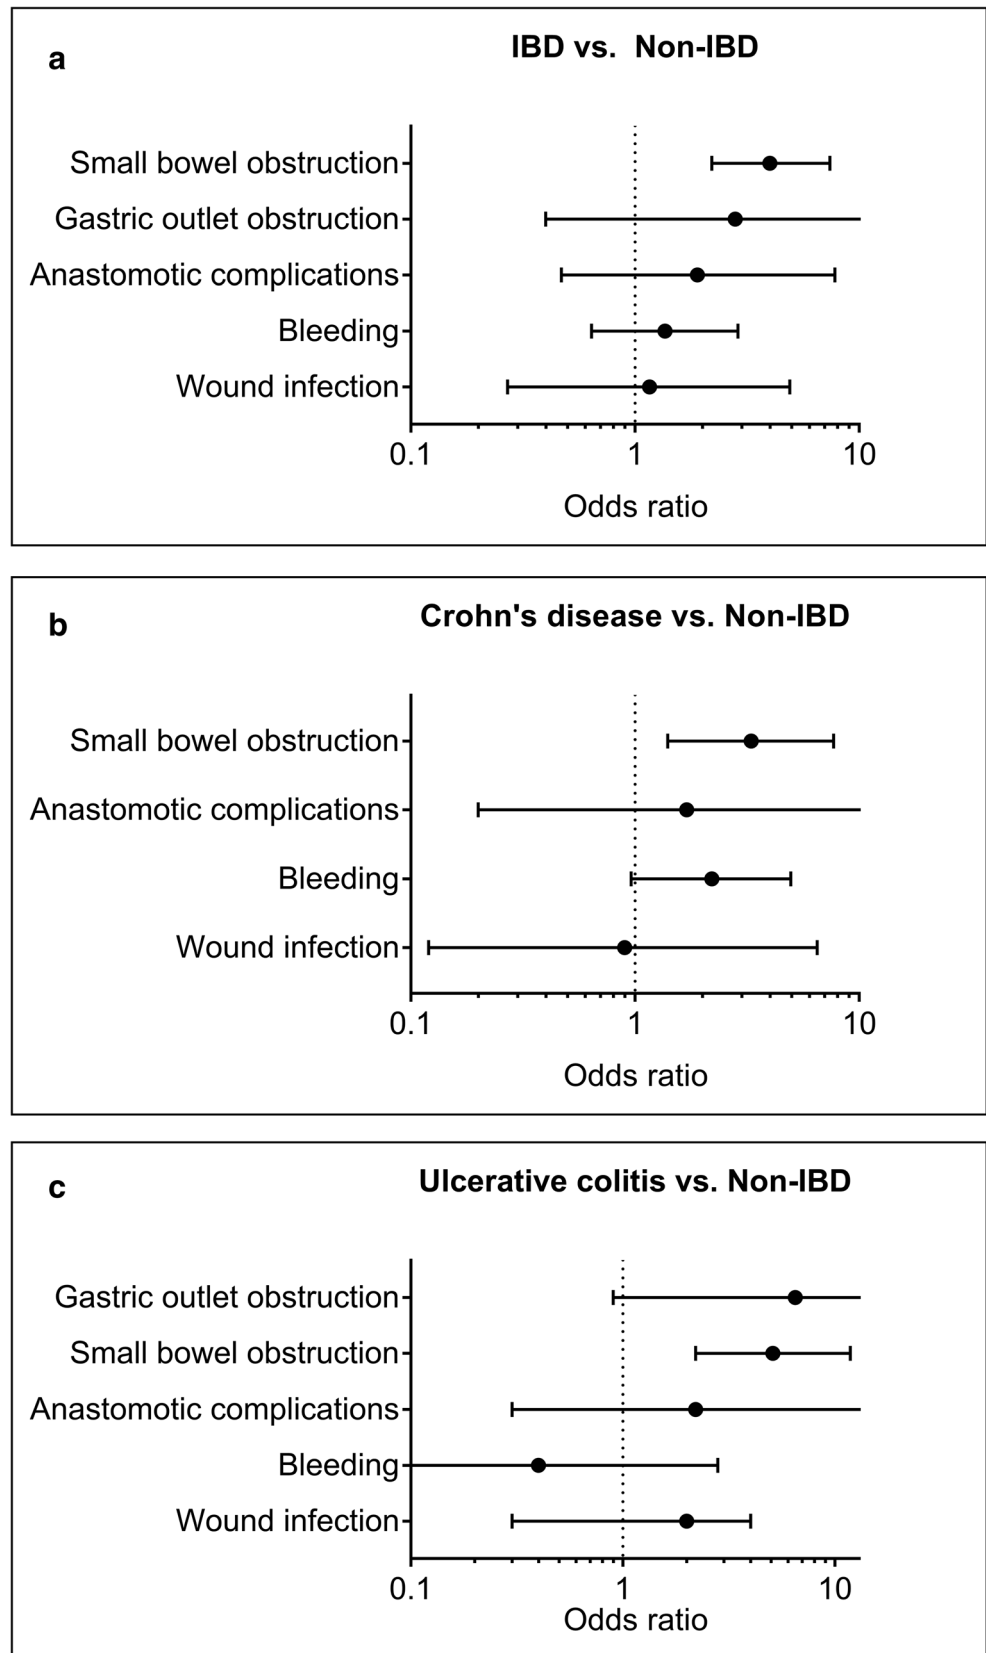 a
IBD vs. Non-IBD
Small bowel obstruction
Gastric outlet obstruction
Anastomotic complications
Bleeding
Wound infection
0.1 1 10
Odds ratio
b
Crohn's disease vs. Non-IBD
Small bowel obstruction
Anastomotic complications
Bleeding
Wound infection
0.1 1 10
Odds ratio
c
Ulcerative colitis vs. Non-IBD
Gastric outlet obstruction
Small bowel obstruction
Anastomotic complications
Bleeding
Wound infection
0.1 1 10
Odds ratio